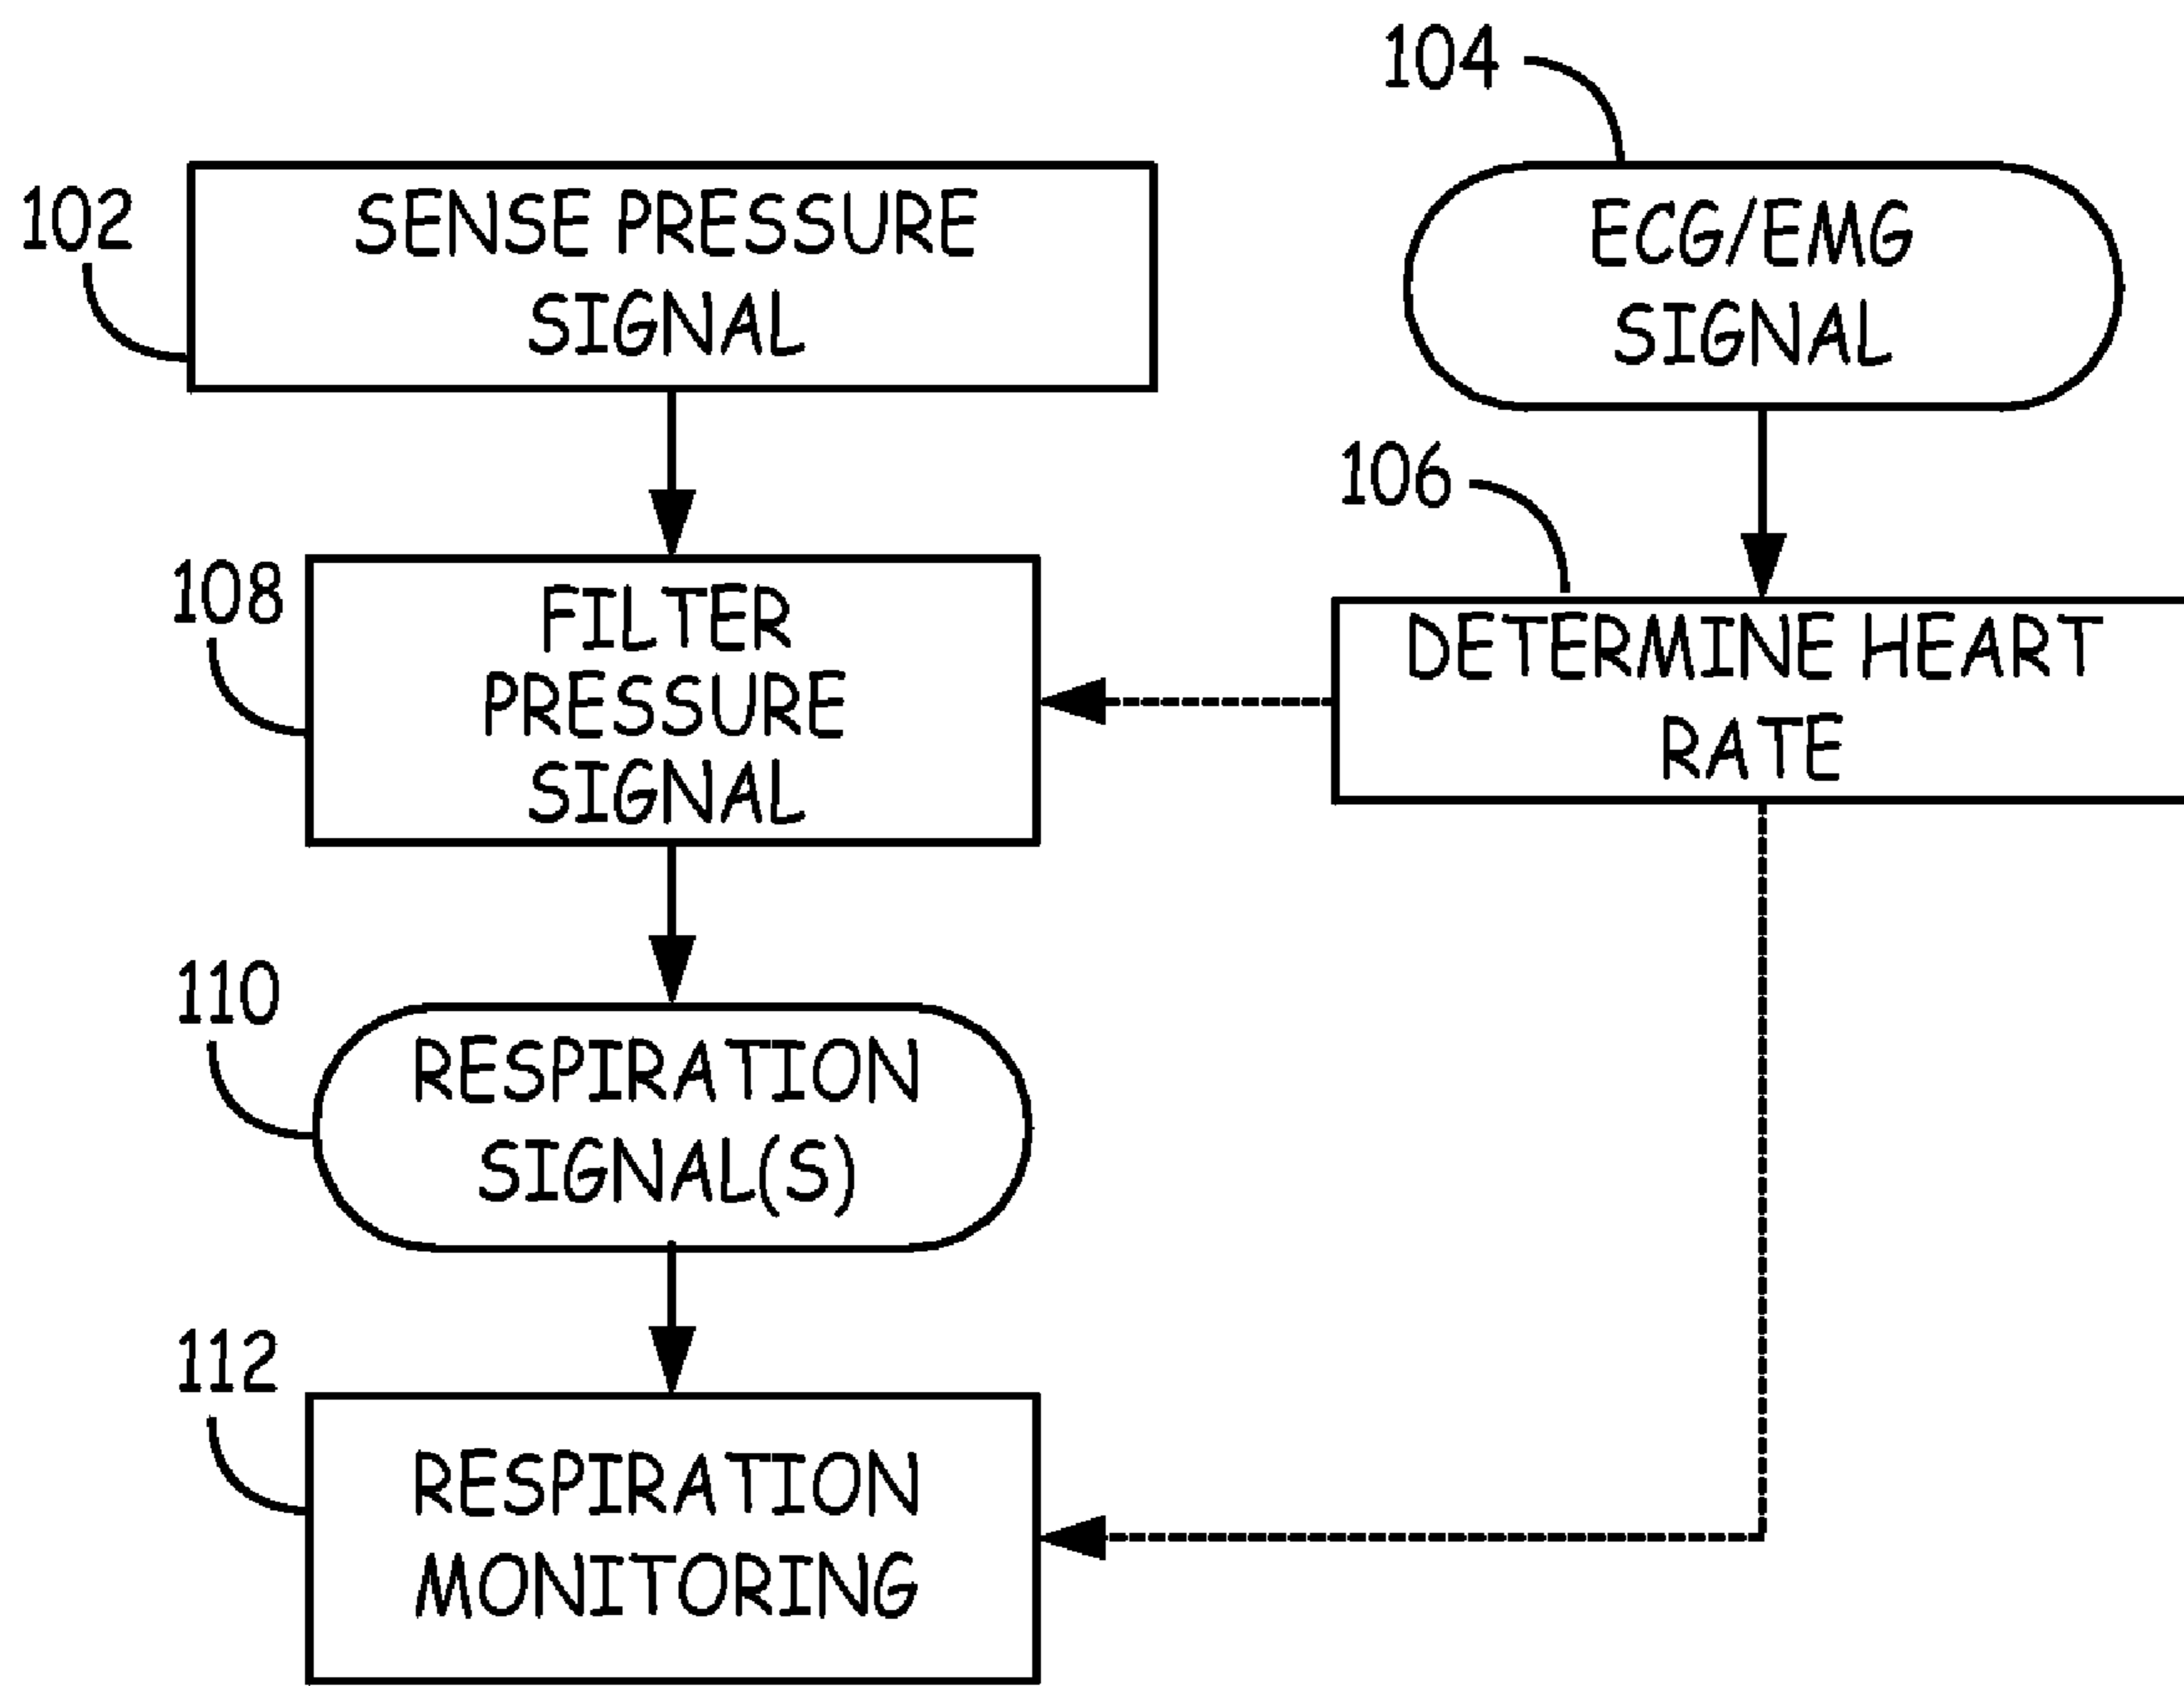 104
102
SENSE PRESSURE
SIGNAL
ECG/EMG
SIGNAL
106
108
FILTER
PRESSURE
SIGNAL
DETERMINE HEART
RATE
110
RESPIRATION
SIGNAL(S)
112
RESPIRATION
MONITORING